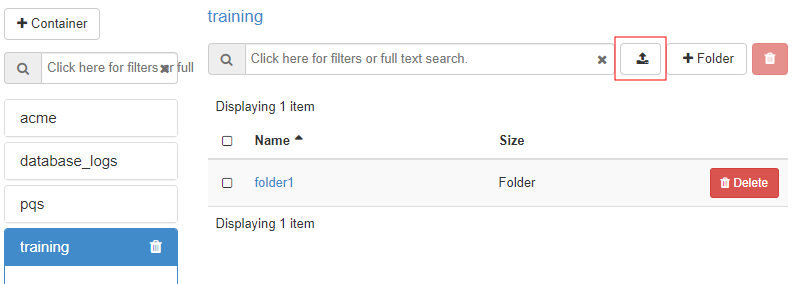 Container
Click here for filters or full
acme
database_logs
pqs
training
training
Click here for filters or full text search.
Folder
Displaying 1 item
Name Size
folder1 Folder Delete
Displaying 1 item